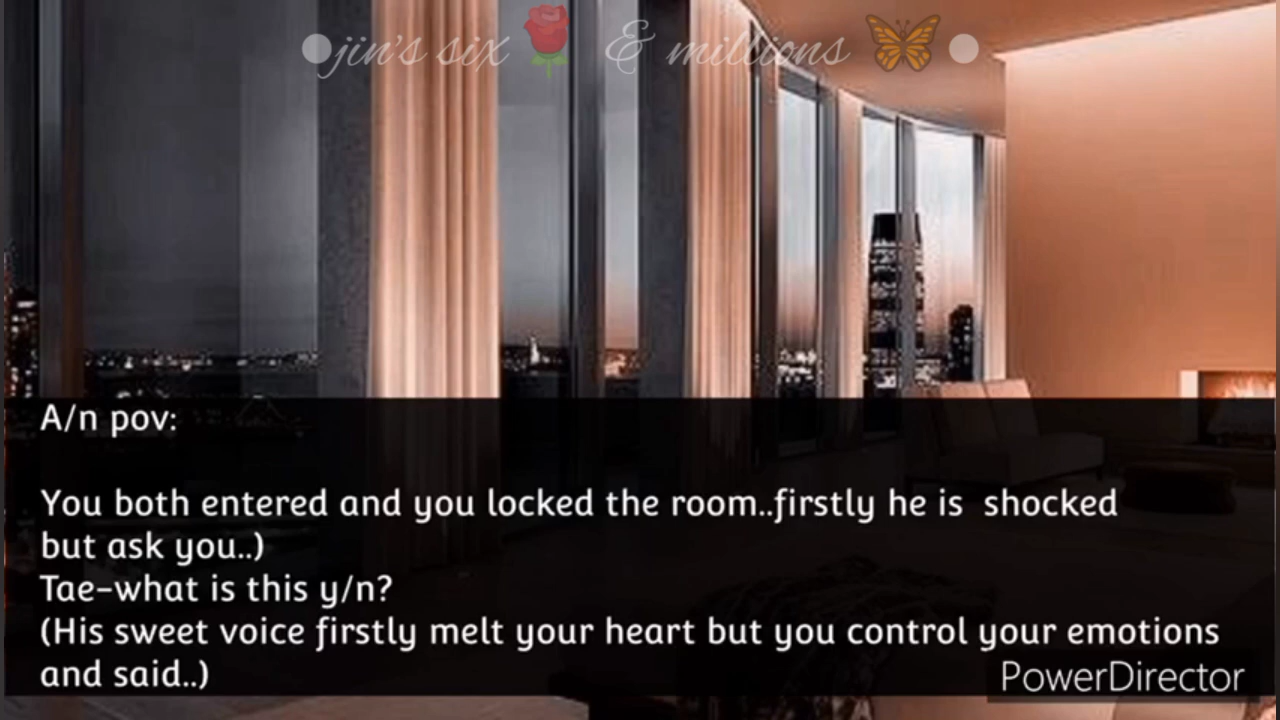 ●jin's six 🌹 & millions 🦋●
A/n pov:
You both entered and you locked the room..firstly he is  shocked
but ask you..)
Tae-what is this y/n?
(His sweet voice firstly melt your heart but you control your emotions
and said..)
PowerDirector